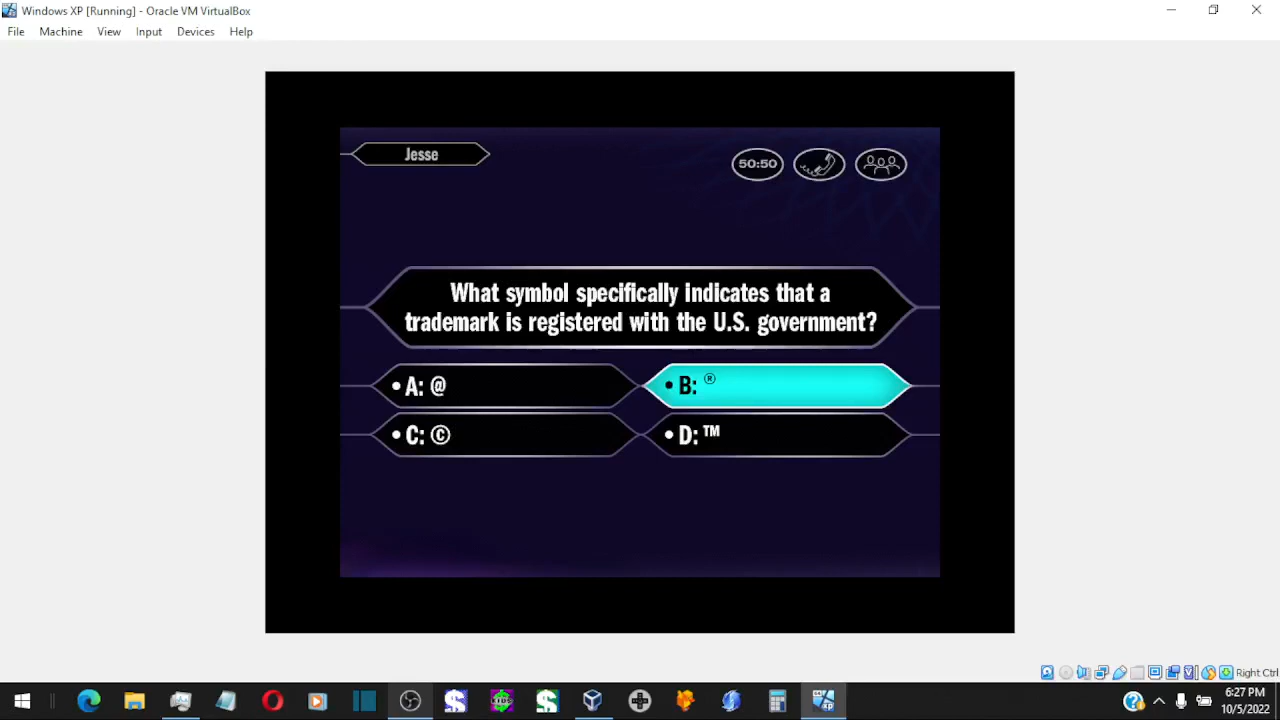 Windows XP [Running] - Oracle VM VirtualBox
File Machine View Input Devices Help
Jesse
50:50
What symbol specifically indicates that a
trademark is registered with the U.S. government?
• A: @
• B: ®
• C: ©
• D: ™
Right Ctrl
6:27 PM
10/5/2022